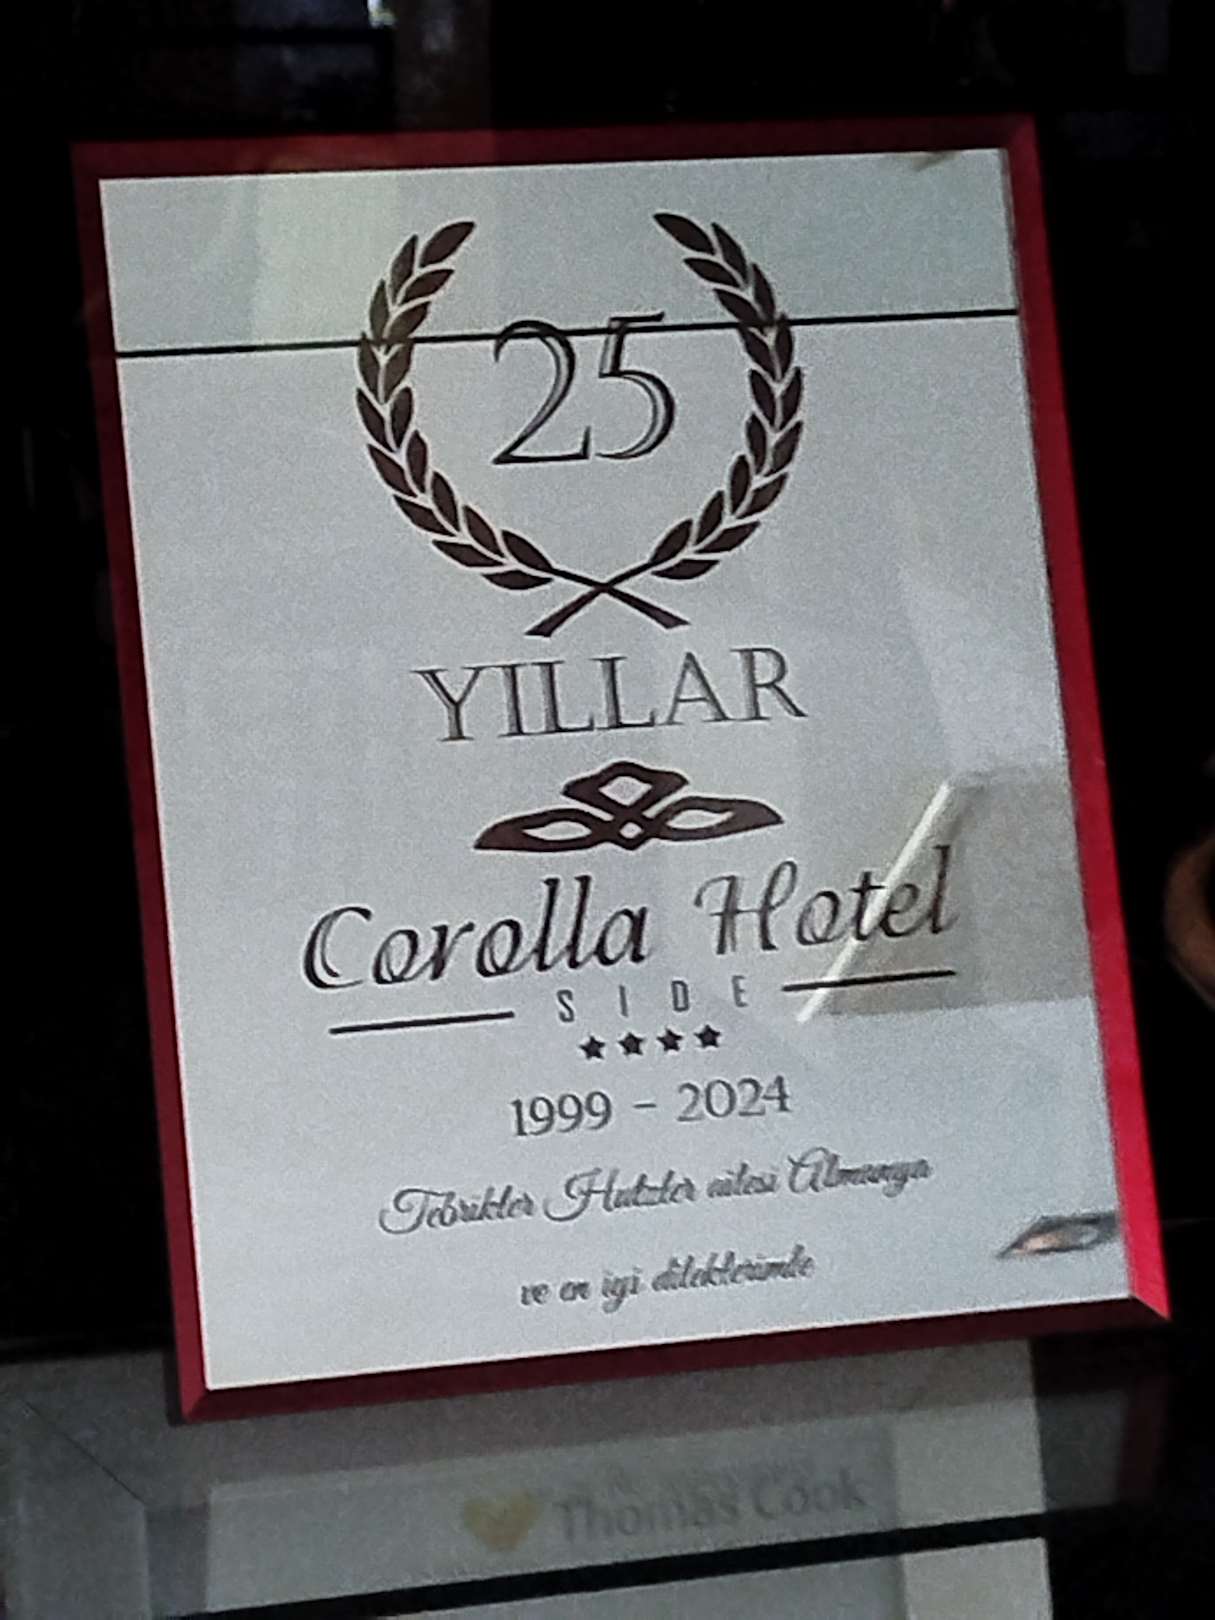 25
YILLAR
Corolla Hotel
SIDE
1999 - 2024
Tebrikler Hutzler ailesi Almanya
ve en iyi dileklerimle
Thomas Cook